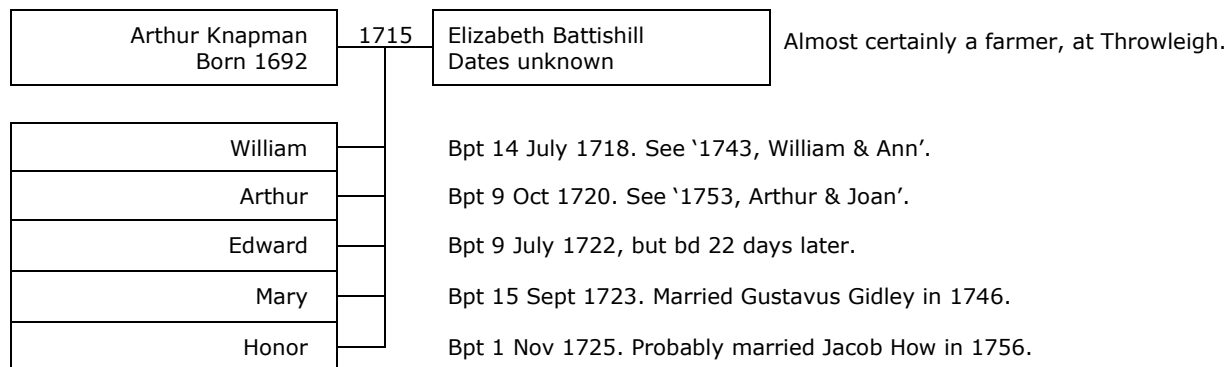 Arthur Knapman 1715 Elizabeth Battishill Almost certainly a farmer, at Throwleigh.
Born 1692 Dates unknown
William Bpt 14 July 1718. See ‘1743, William & Ann’.
Arthur Bpt 9 Oct 1720. See ‘1753, Arthur & Joan’.
Edward Bpt 9 July 1722, but bd 22 days later.
Mary Bpt 15 Sept 1723. Married Gustavus Gidley in 1746.
Honor Bpt 1 Nov 1725. Probably married Jacob How in 1756.